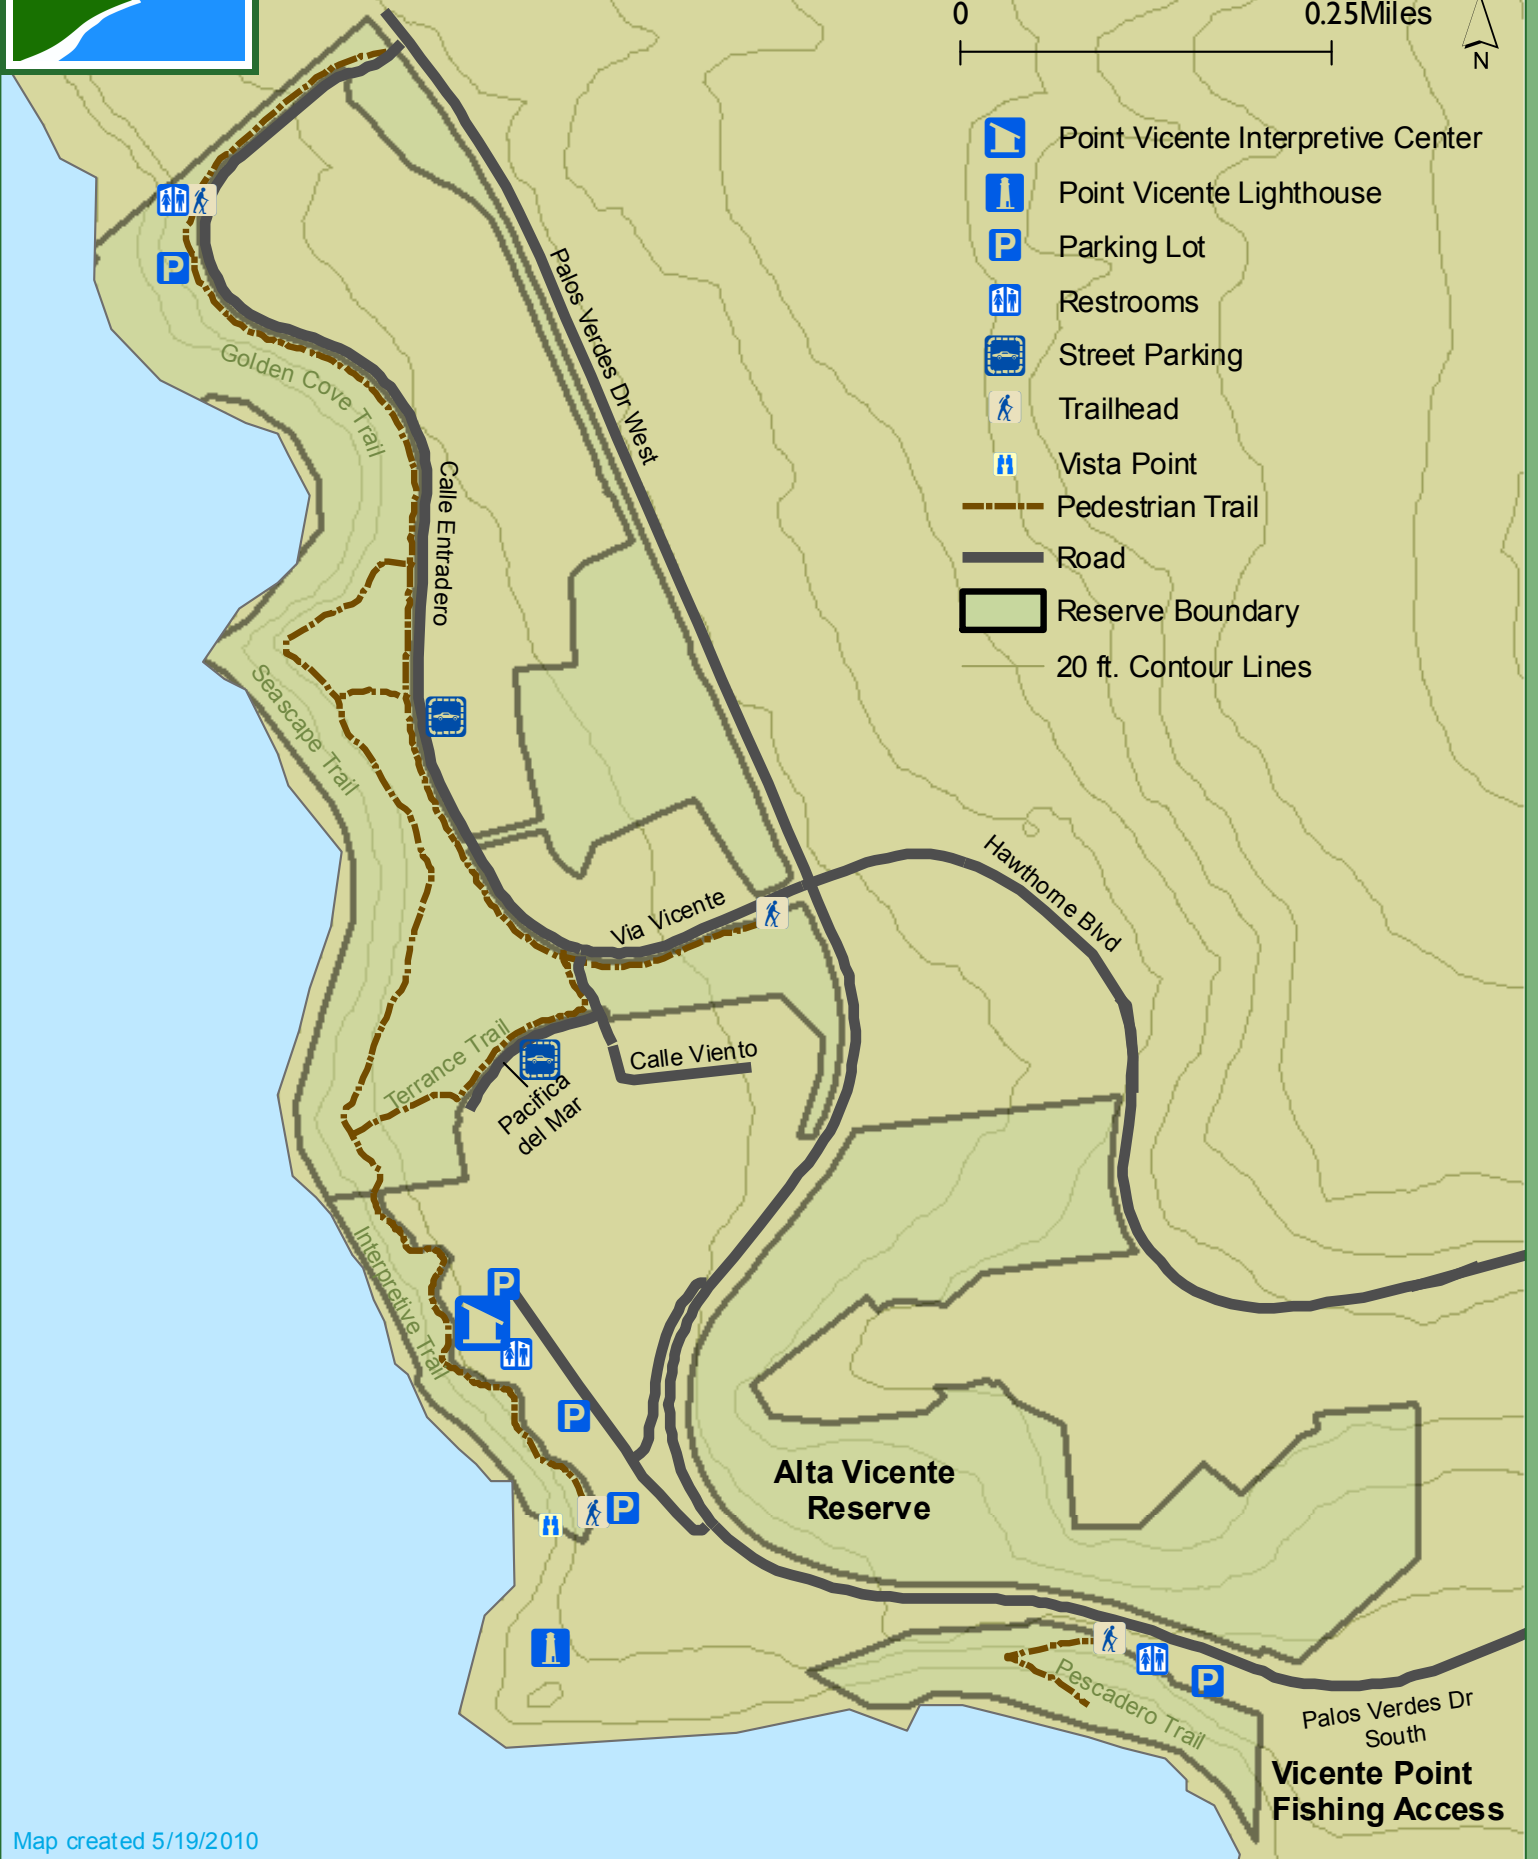 0 0.25Miles
N
Point Vicente Interpretive Center
Point Vicente Lighthouse
P Parking Lot
Restrooms
Street Parking
Trailhead
Vista Point
Pedestrian Trail
Road
Reserve Boundary
20 ft. Contour Lines
P
Palos Verdes Dr West
Golden Cove Trail
Calle Entradero
Seascape Trail
Hawthorne Blvd
Via Vicente
Terrance Trail
Calle Viento
Pacifica
del Mar
Interpretive Trail
P
P
Alta Vicente
Reserve
P
P
Pescadero Trail
Palos Verdes Dr
South
Vicente Point
Fishing Access
Map created 5/19/2010